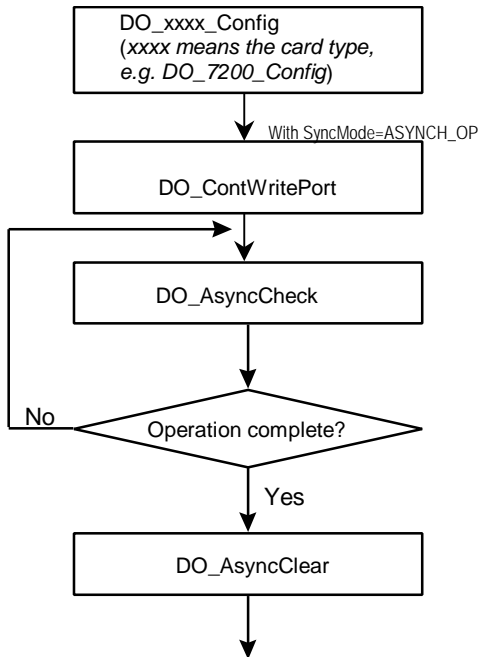 DO_xxxx_Config
(xxxx means the card type,
e.g. DO_7200_Config)
With SyncMode=ASYNCH_OP
DO_ContWritePort
DO_AsyncCheck
No
Operation complete?
Yes
DO_AsyncClear